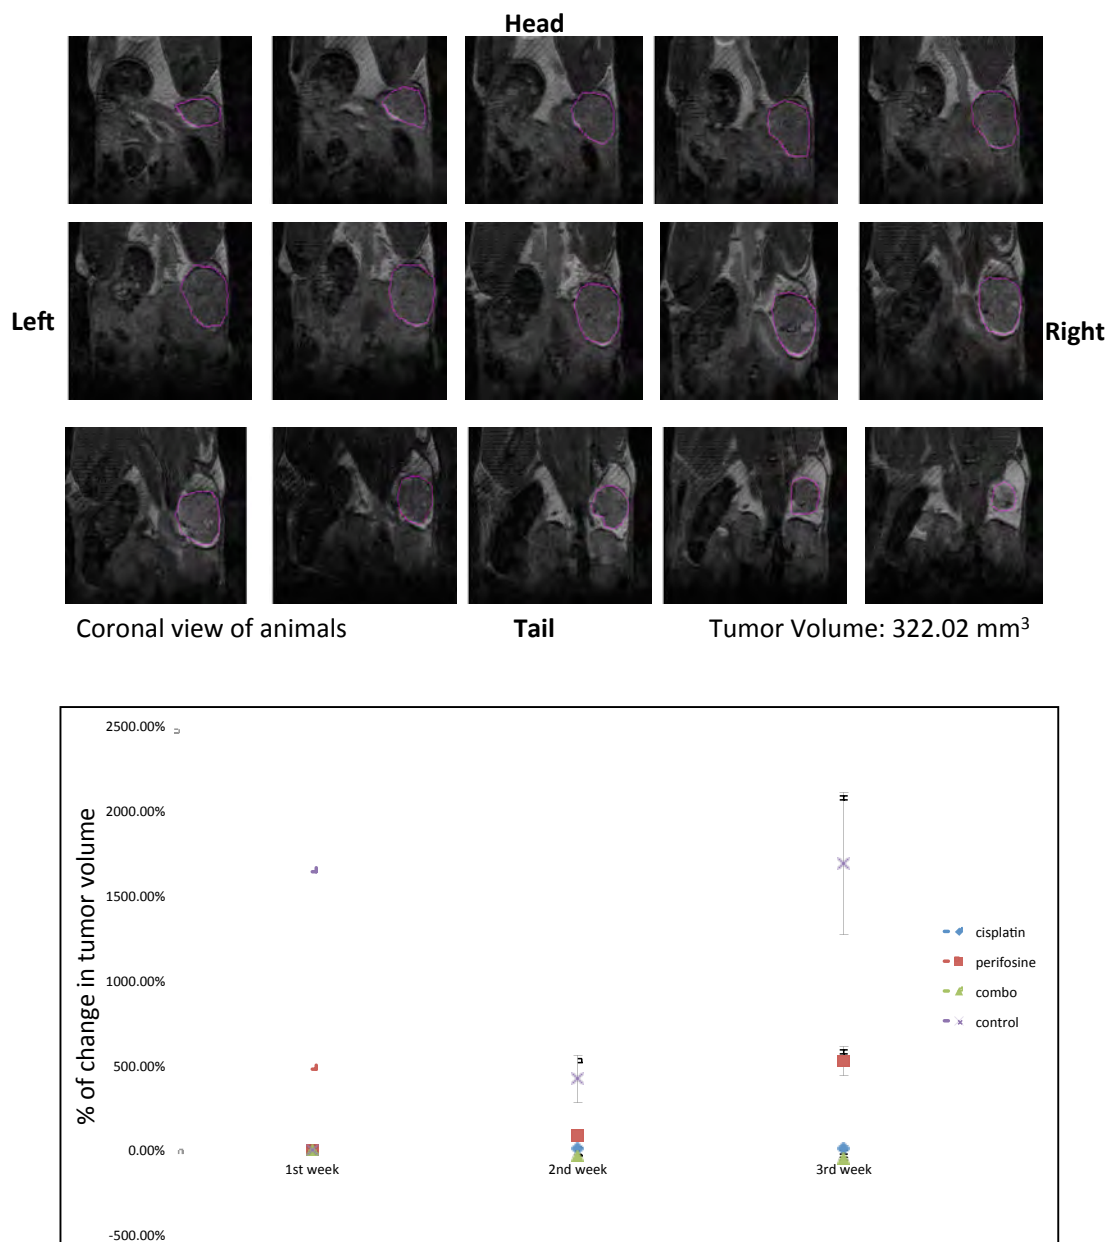 Head
Left
Right
Coronal view of animals
Tail
Tumor Volume: 322.02 mm³
% of change in tumor volume
2500.00%
2000.00%
1500.00%
1000.00%
500.00%
0.00%
-500.00%
1st week
2nd week
3rd week
cisplatin
perifosine
combo
control